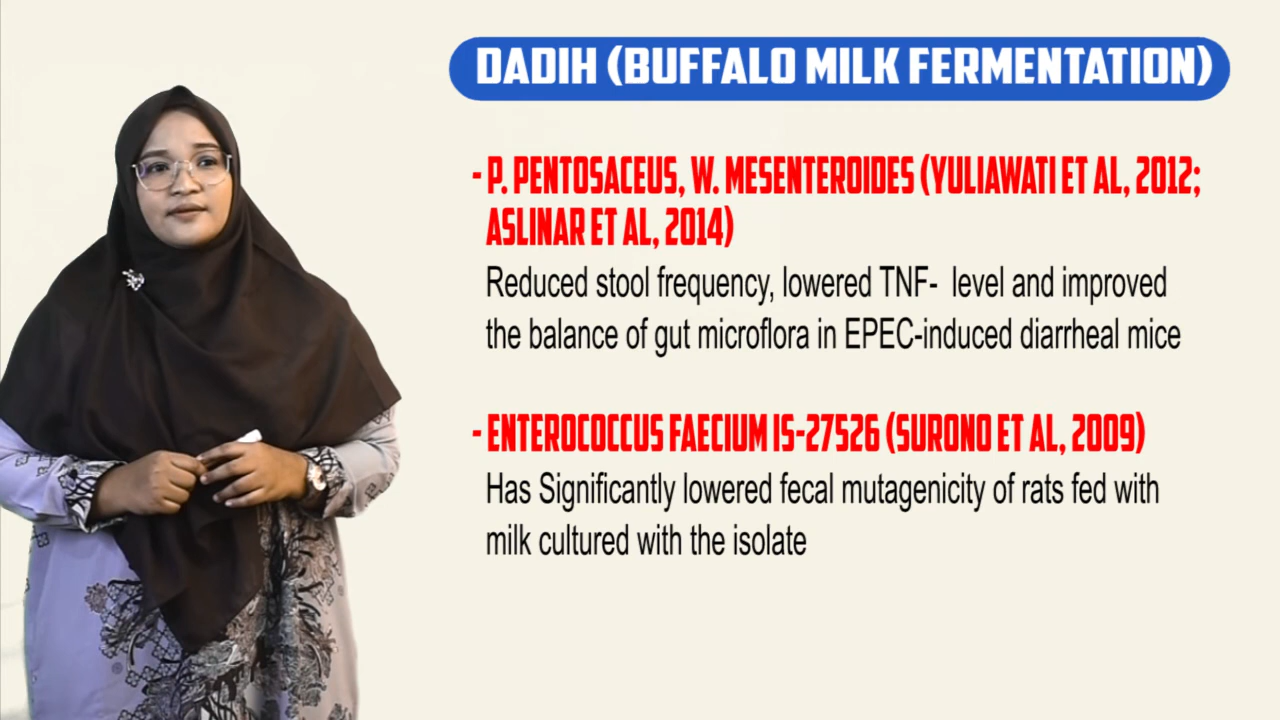 DADIH (BUFFALO MILK FERMENTATION)
- P. PENTOSACEUS, W. MESENTEROIDES (YULIAWATI ET AL, 2012;
ASLINAR ET AL, 2014)
Reduced stool frequency, lowered TNF- level and improved
the balance of gut microflora in EPEC-induced diarrheal mice
- ENTEROCOCCUS FAECIUM IS-27526 (SURONO ET AL, 2009)
Has Significantly lowered fecal mutagenicity of rats fed with
milk cultured with the isolate